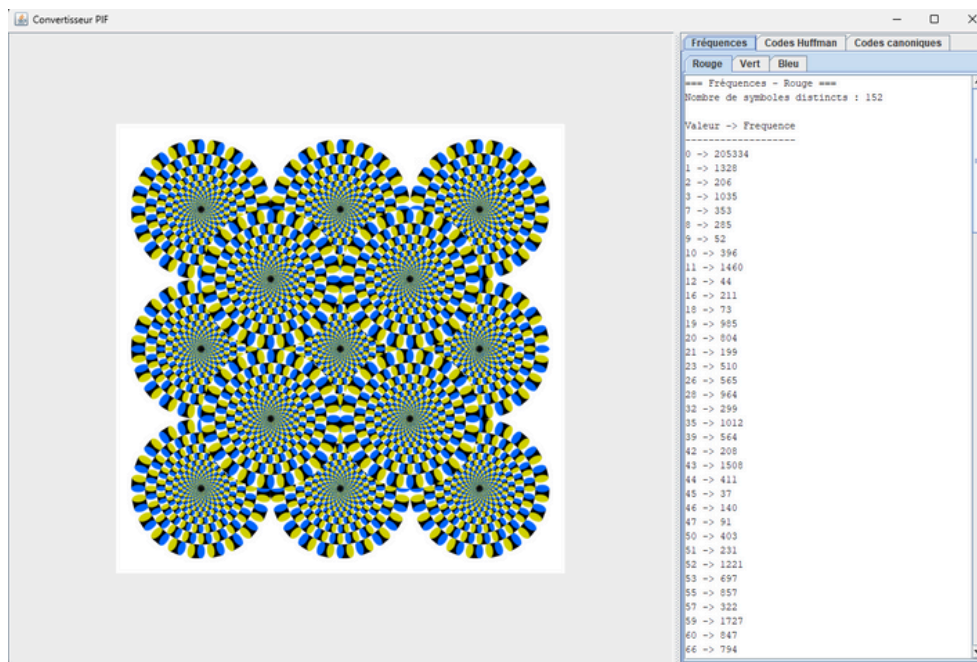 Convertisseur PIF
Fréquences Codes Huffman Codes canoniques
Rouge Vert Bleu
=== Fréquences - Rouge ===
Nombre de symboles distincts : 152
Valeur -> Frequence
-------------------
0 -> 205334
1 -> 1328
2 -> 206
3 -> 1035
7 -> 353
8 -> 285
9 -> 52
10 -> 396
11 -> 1460
12 -> 44
16 -> 211
18 -> 73
19 -> 985
20 -> 804
21 -> 199
23 -> 510
26 -> 565
28 -> 964
32 -> 299
35 -> 1012
39 -> 564
42 -> 208
43 -> 1508
44 -> 411
45 -> 37
46 -> 140
47 -> 91
50 -> 403
51 -> 231
52 -> 1221
53 -> 697
55 -> 857
57 -> 322
59 -> 1727
60 -> 847
66 -> 794